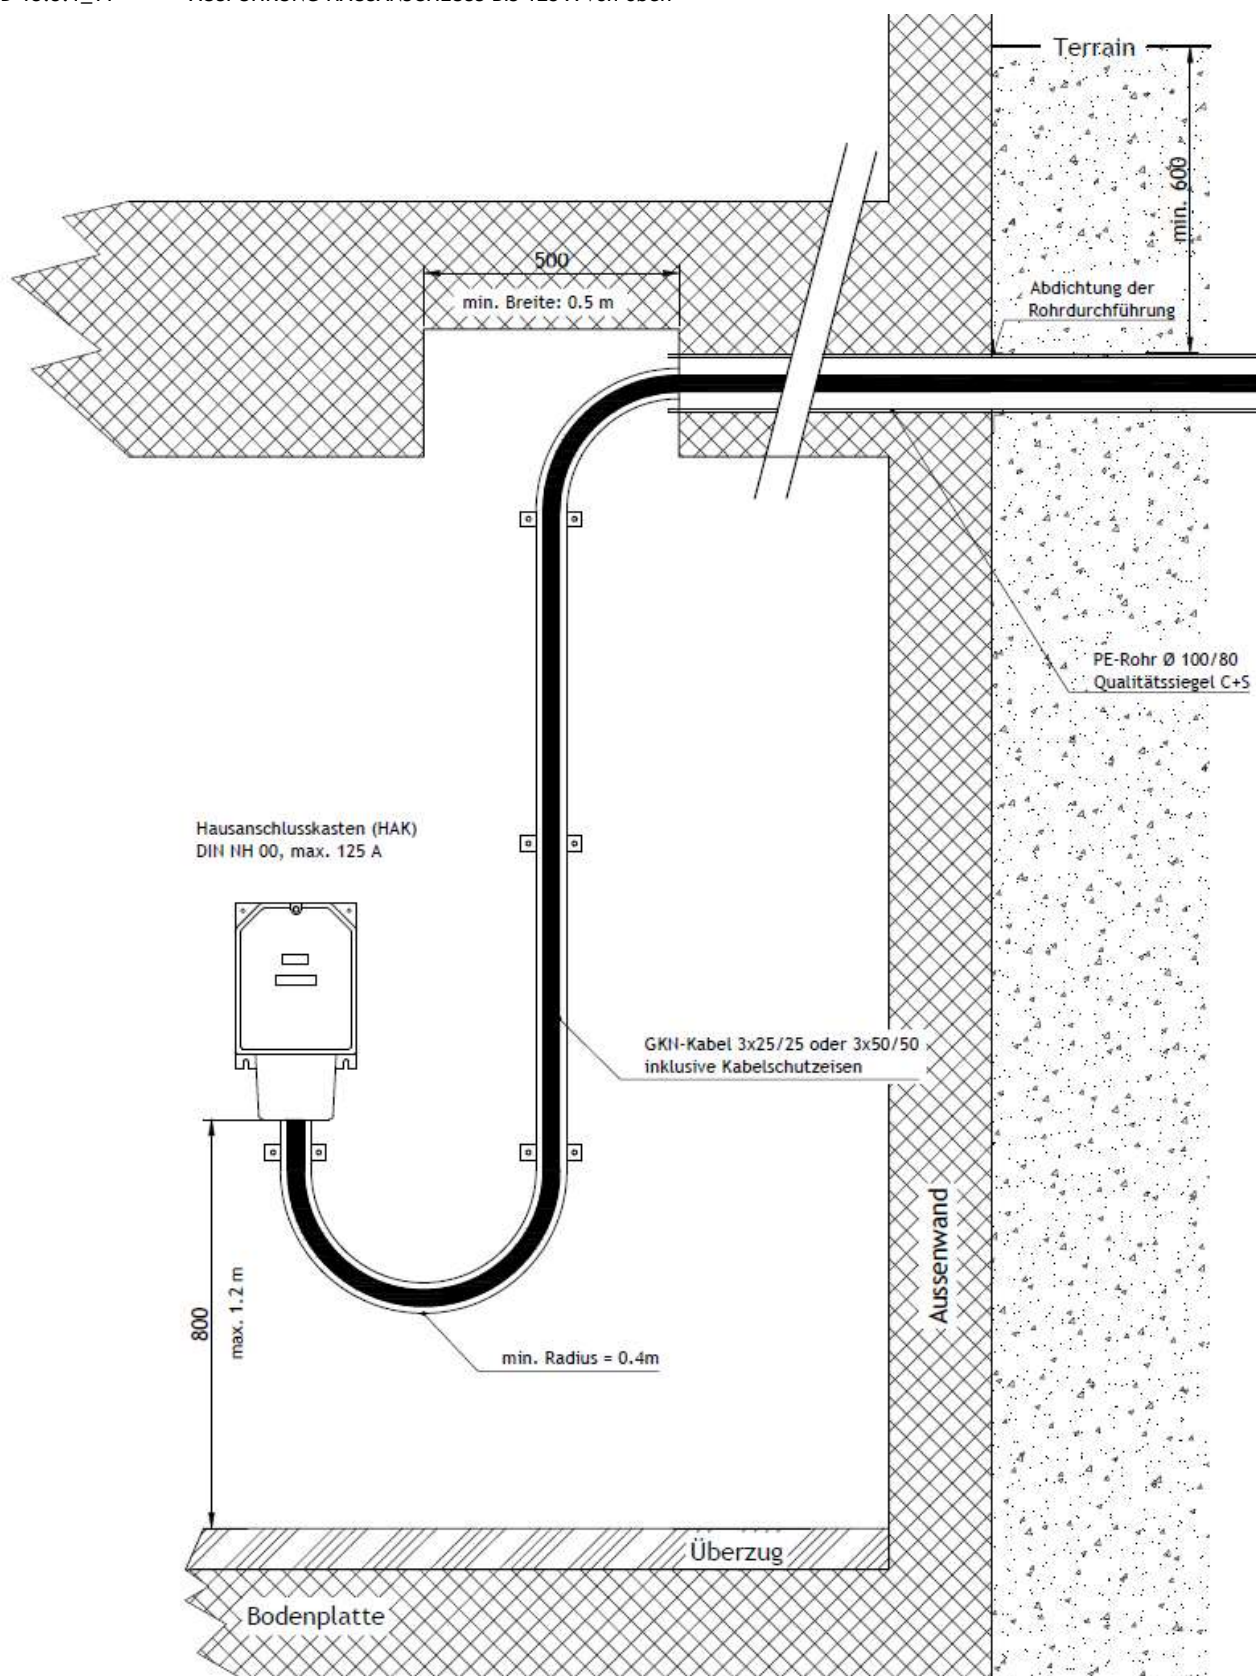 Terrain
min. 600
500
min. Breite: 0.5 m
Abdichtung der
Rohrdurchführung
PE-Rohr Ø 100/80
Qualitätssiegel C+S
Hausanschlusskasten (HAK)
DIN NH 00, max. 125 A
GKN-Kabel 3x25/25 oder 3x50/50
inklusive Kabelschutzeisen
Aussenwand
800
max. 1.2 m
min. Radius = 0.4m
Überzug
Bodenplatte